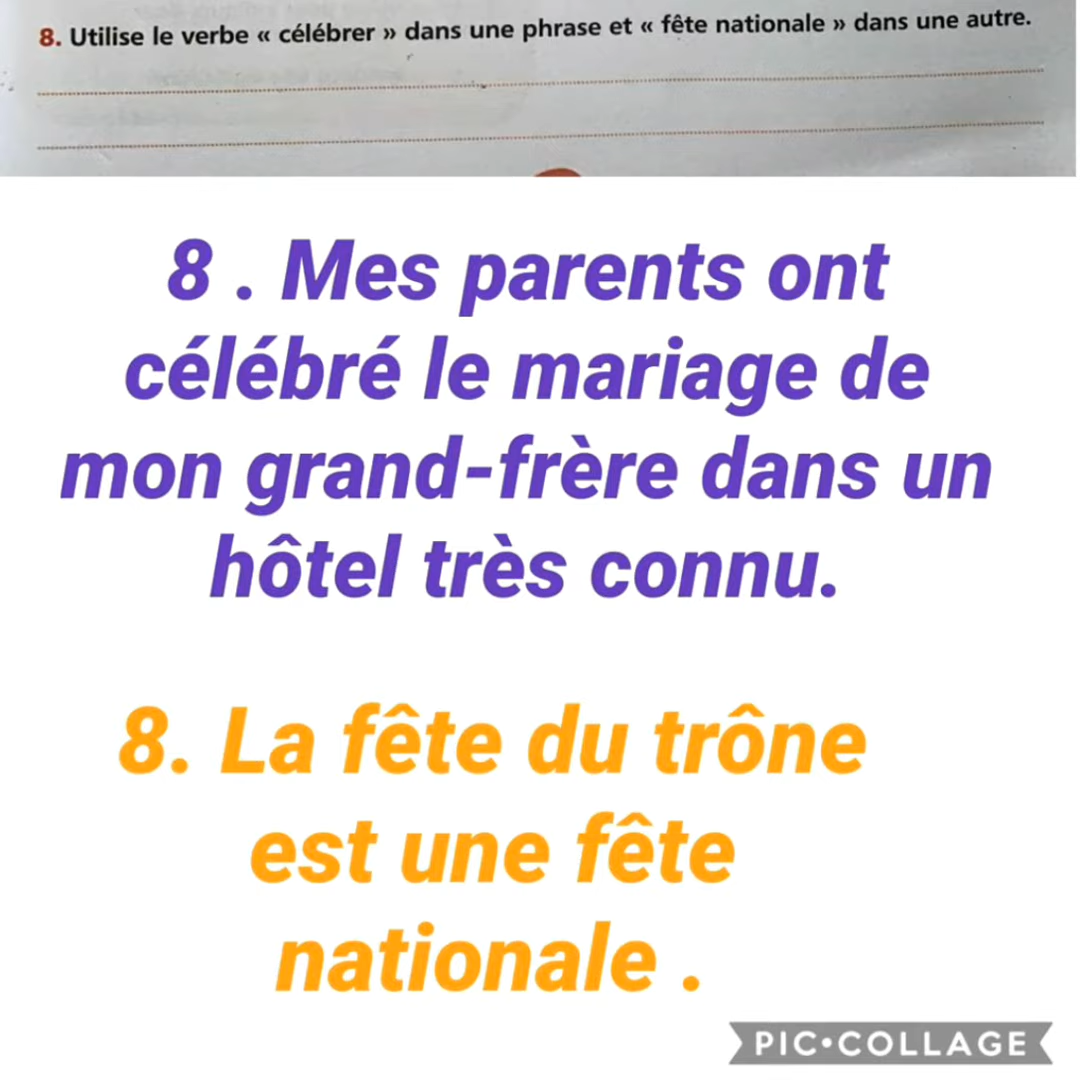 8. Utilise le verbe « célébrer » dans une phrase et « fête nationale » dans une autre.
8 . Mes parents ont
célébré le mariage de
mon grand-frère dans un
hôtel très connu.
8. La fête du trône
est une fête
nationale .
PIC•COLLAGE